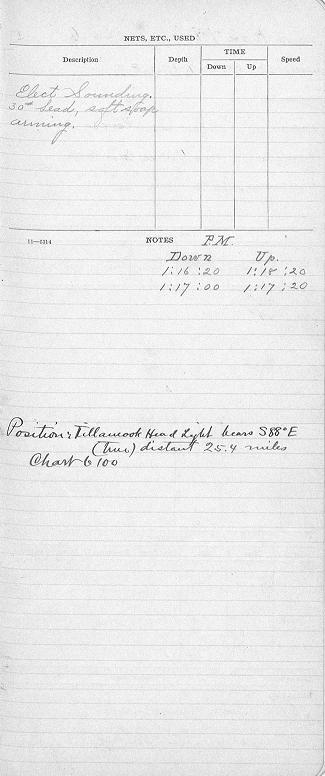 NETS, ETC., USED
Description Depth TIME Speed
Down Up
Elect Sounding.
30# lead, soft soap
arming.
11—5314 NOTES P.M.
Down Up.
1:16:20 1:18:20
1:17:00 1:17:20
Position: Tillamook Head Light bears S88°E
(true) distant 25.4 miles
Chart 6100